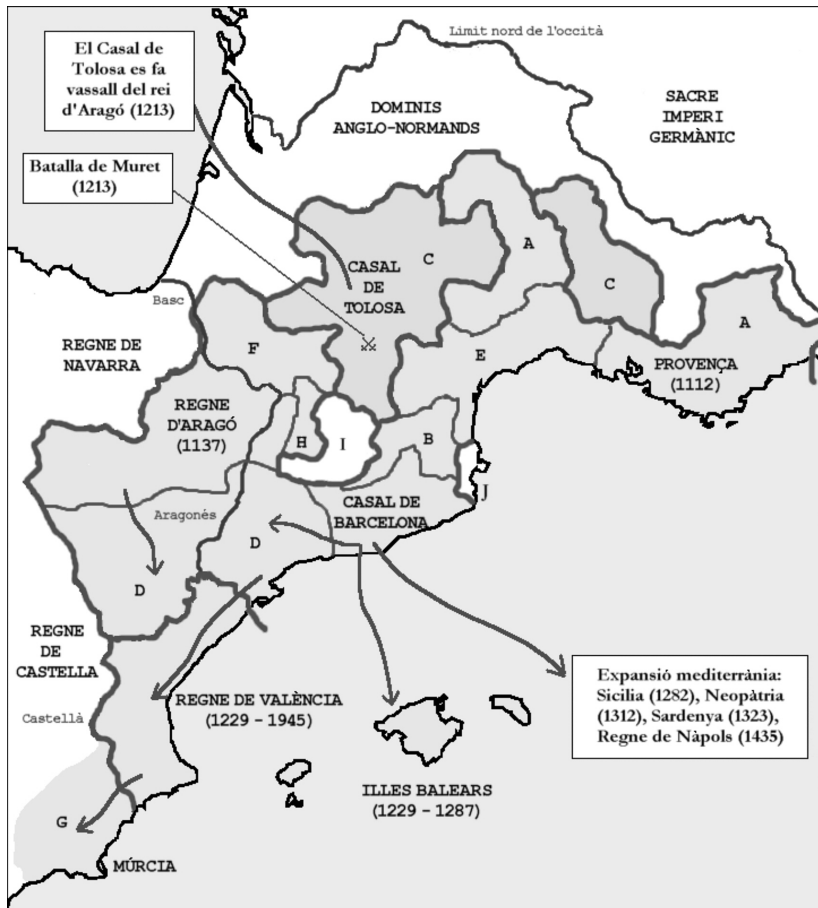 Limit nord de l'occità
El Casal de
Tolosa es fa
vassall del rei
d'Aragó (1213)
DOMINIS
ANGLO-NORMANDS
SACRE
IMPERI
GERMÀNIC
Batalla de Muret
(1213)
A
C
CASAL
DE
TOLOSA
C
Basc
A
REGNE DE
NAVARRA
F
E
PROVENÇA
(1112)
REGNE
D'ARAGÓ
(1137)
H
I
B
J
Aragonés
CASAL DE
BARCELONA
D
D
REGNE
DE
CASTELLA
Castellà
REGNE DE VALÈNCIA
(1229 - 1945)
Expansió mediterrània:
Sicilia (1282), Neopàtria
(1312), Sardenya (1323),
Regne de Nàpols (1435)
ILLES BALEARS
(1229 - 1287)
G
MÚRCIA